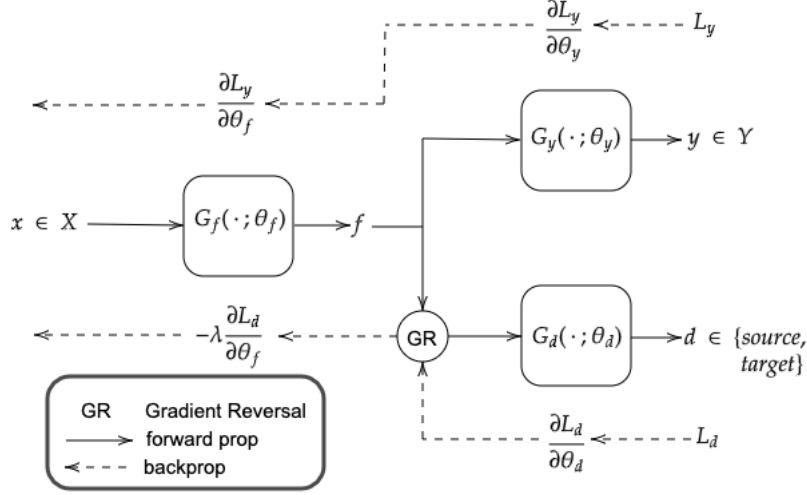 ∂L_y/∂θ_y
L_y
∂L_y/∂θ_f
G_y(·;θ_y)
y ∈ Y
x ∈ X
G_f(·;θ_f)
f
GR
G_d(·;θ_d)
d ∈ {source,
target}
−λ ∂L_d/∂θ_f
GR Gradient Reversal
forward prop
backprop
∂L_d/∂θ_d
L_d